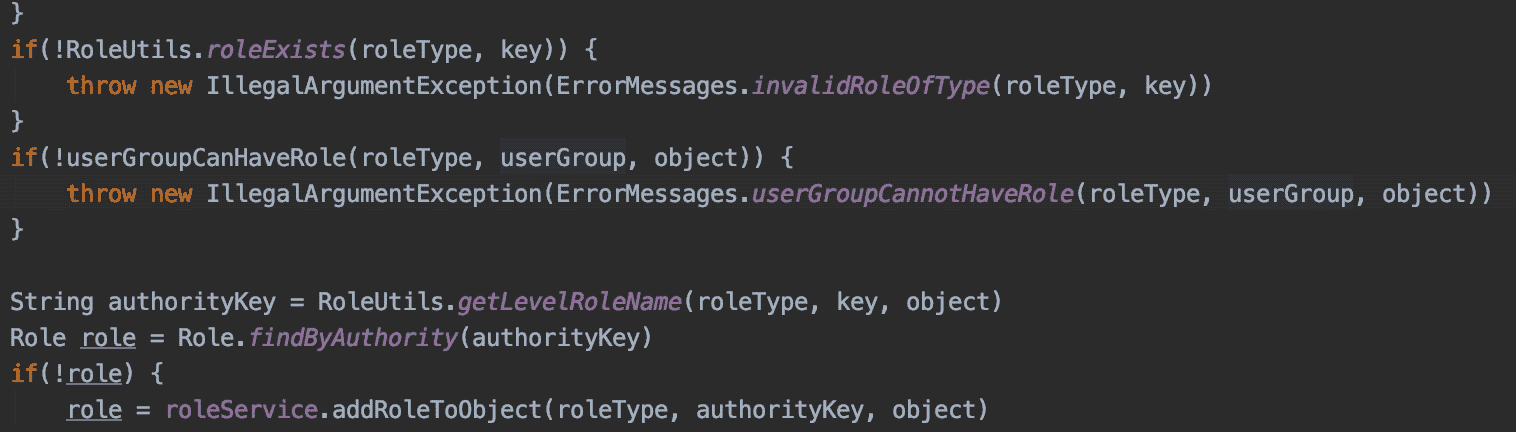 }
if(!RoleUtils.roleExists(roleType, key)) {
    throw new IllegalArgumentException(ErrorMessages.invalidRoleOfType(roleType, key))
}
if(!userGroupCanHaveRole(roleType, userGroup, object)) {
    throw new IllegalArgumentException(ErrorMessages.userGroupCannotHaveRole(roleType, userGroup, object))
}

String authorityKey = RoleUtils.getLevelRoleName(roleType, key, object)
Role role = Role.findByAuthority(authorityKey)
if(!role) {
    role = roleService.addRoleToObject(roleType, authorityKey, object)